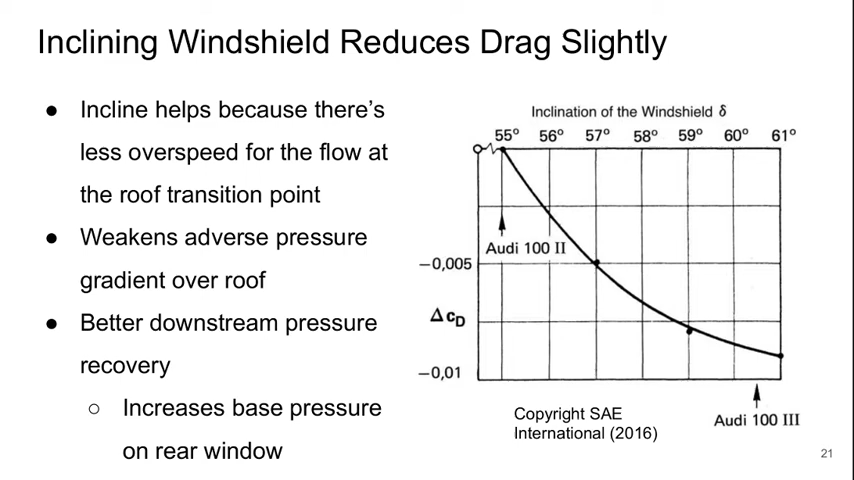 Inclining Windshield Reduces Drag Slightly
● Incline helps because there's
less overspeed for the flow at
the roof transition point
● Weakens adverse pressure
gradient over roof
● Better downstream pressure
recovery
○ Increases base pressure
on rear window
Inclination of the Windshield δ
55° 56° 57° 58° 59° 60° 61°
Audi 100 II
−0,005
Δ cD
−0,01
Audi 100 III
Copyright SAE
International (2016)
21